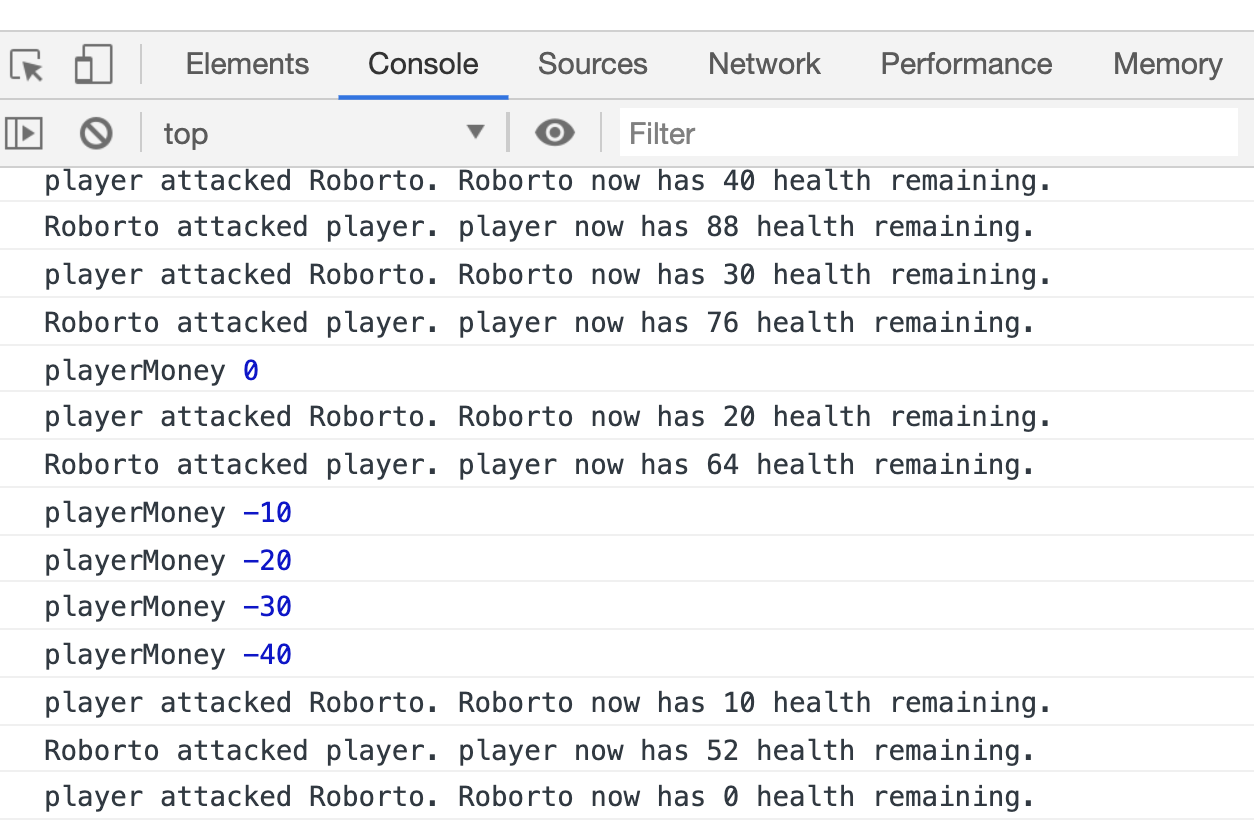 Elements Console Sources Network Performance Memory
top Filter
player attacked Roborto. Roborto now has 40 health remaining.
Roborto attacked player. player now has 88 health remaining.
player attacked Roborto. Roborto now has 30 health remaining.
Roborto attacked player. player now has 76 health remaining.
playerMoney 0
player attacked Roborto. Roborto now has 20 health remaining.
Roborto attacked player. player now has 64 health remaining.
playerMoney -10
playerMoney -20
playerMoney -30
playerMoney -40
player attacked Roborto. Roborto now has 10 health remaining.
Roborto attacked player. player now has 52 health remaining.
player attacked Roborto. Roborto now has 0 health remaining.